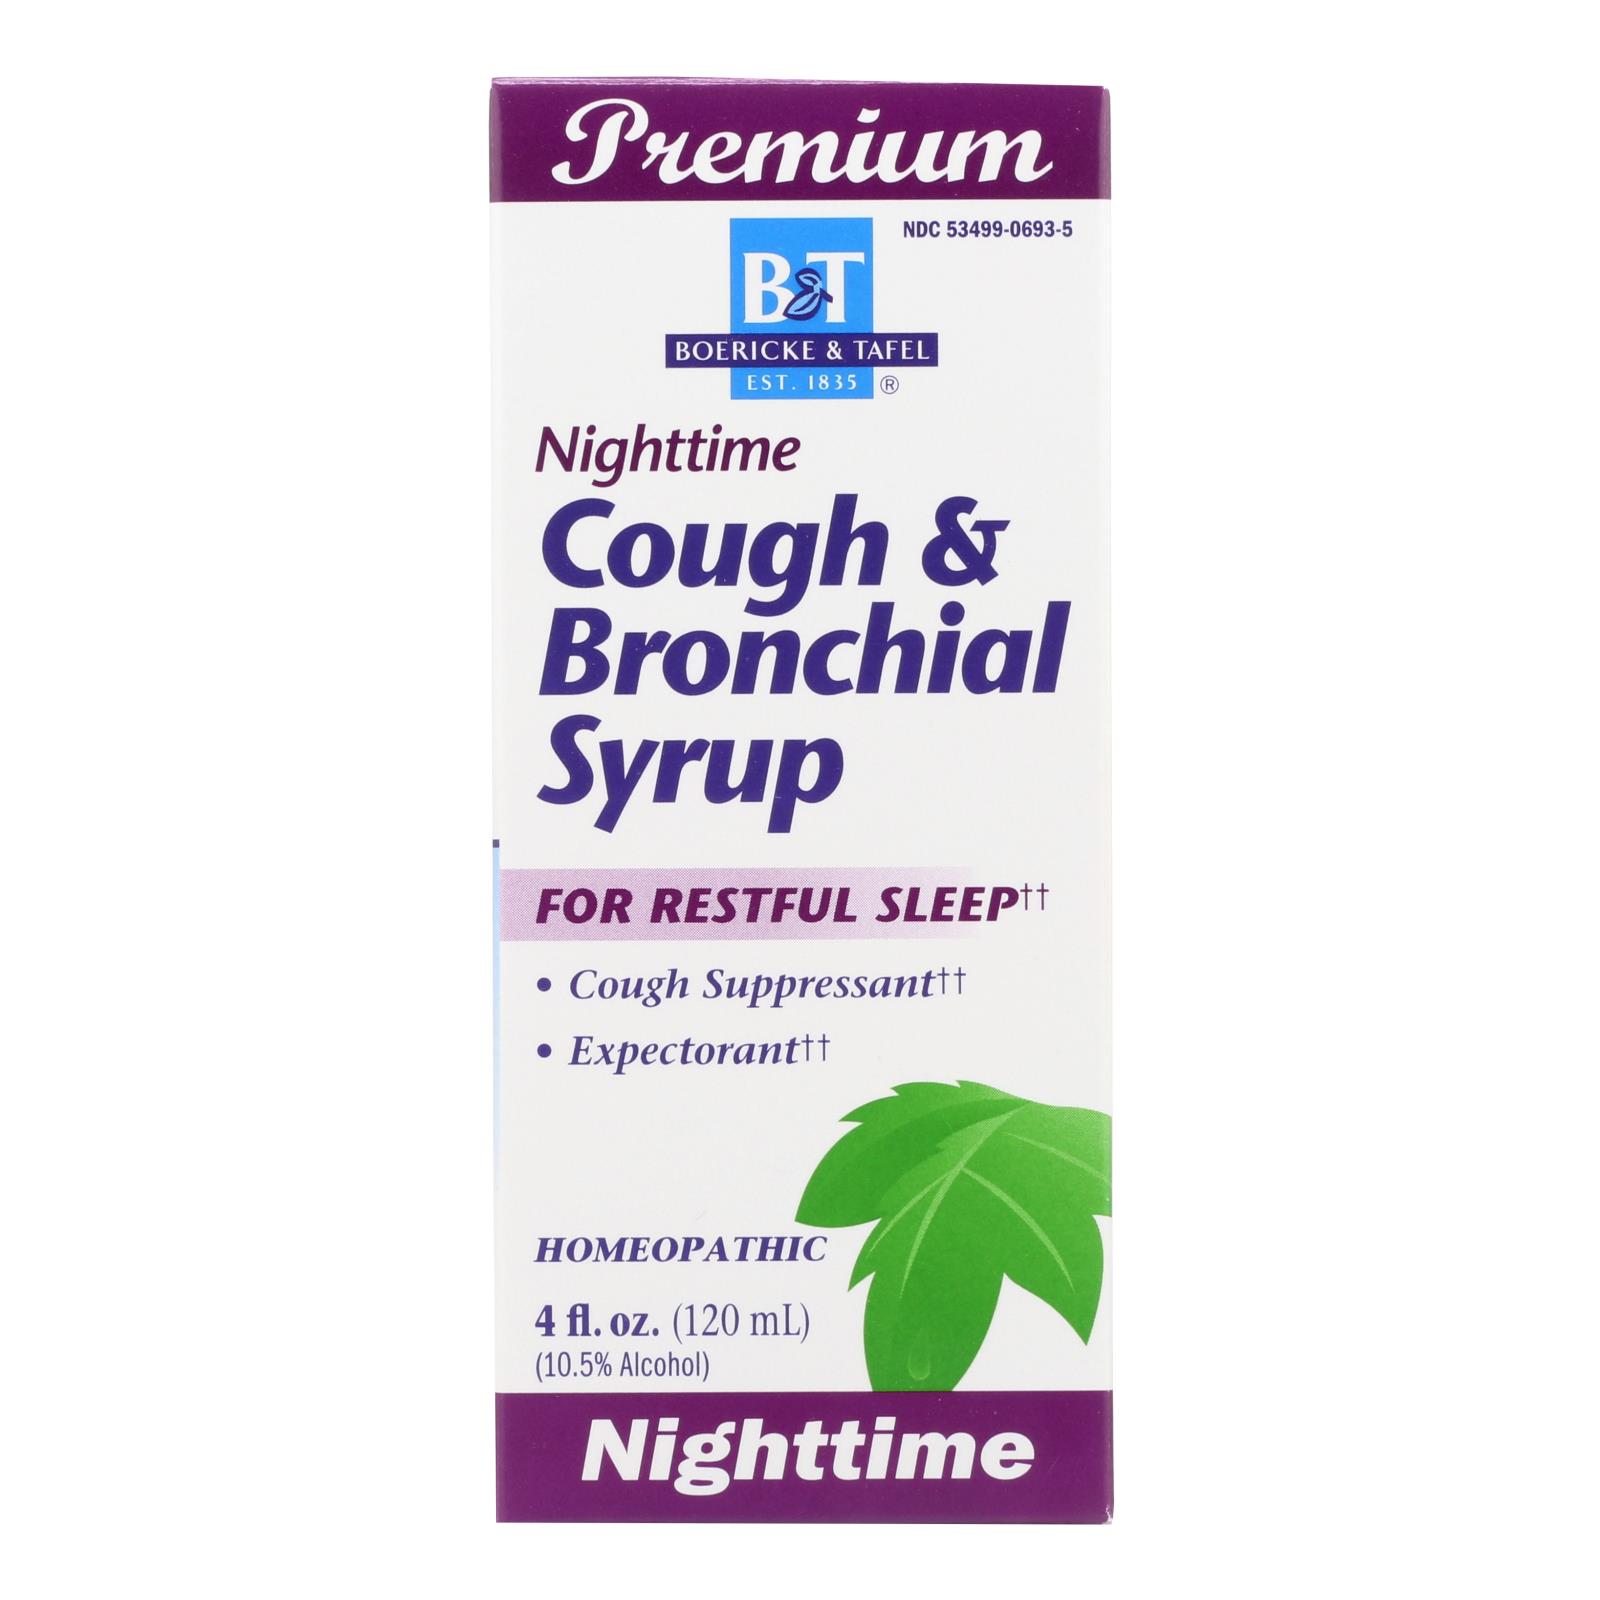 Premium
NDC 53499-0693-5
B&T
BOERICKE & TAFEL
EST. 1835 ®
Nighttime
Cough &
Bronchial
Syrup
FOR RESTFUL SLEEP††
• Cough Suppressant††
• Expectorant††
HOMEOPATHIC
4 fl. oz. (120 mL)
(10.5% Alcohol)
Nighttime